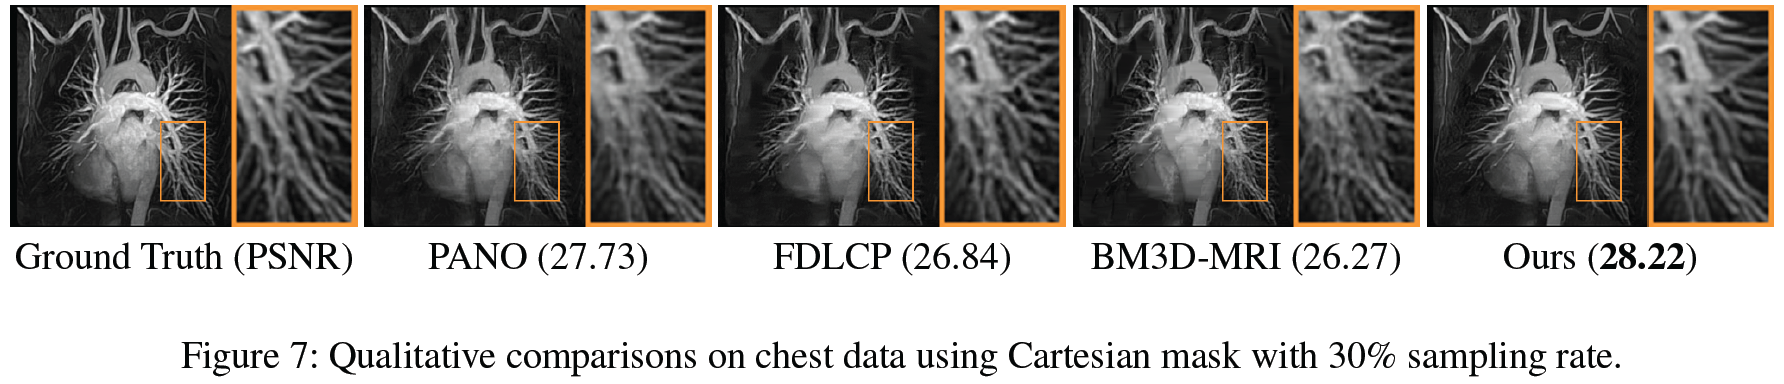 Ground Truth (PSNR) PANO (27.73) FDLCP (26.84) BM3D-MRI (26.27) Ours (28.22)
Figure 7: Qualitative comparisons on chest data using Cartesian mask with 30% sampling rate.